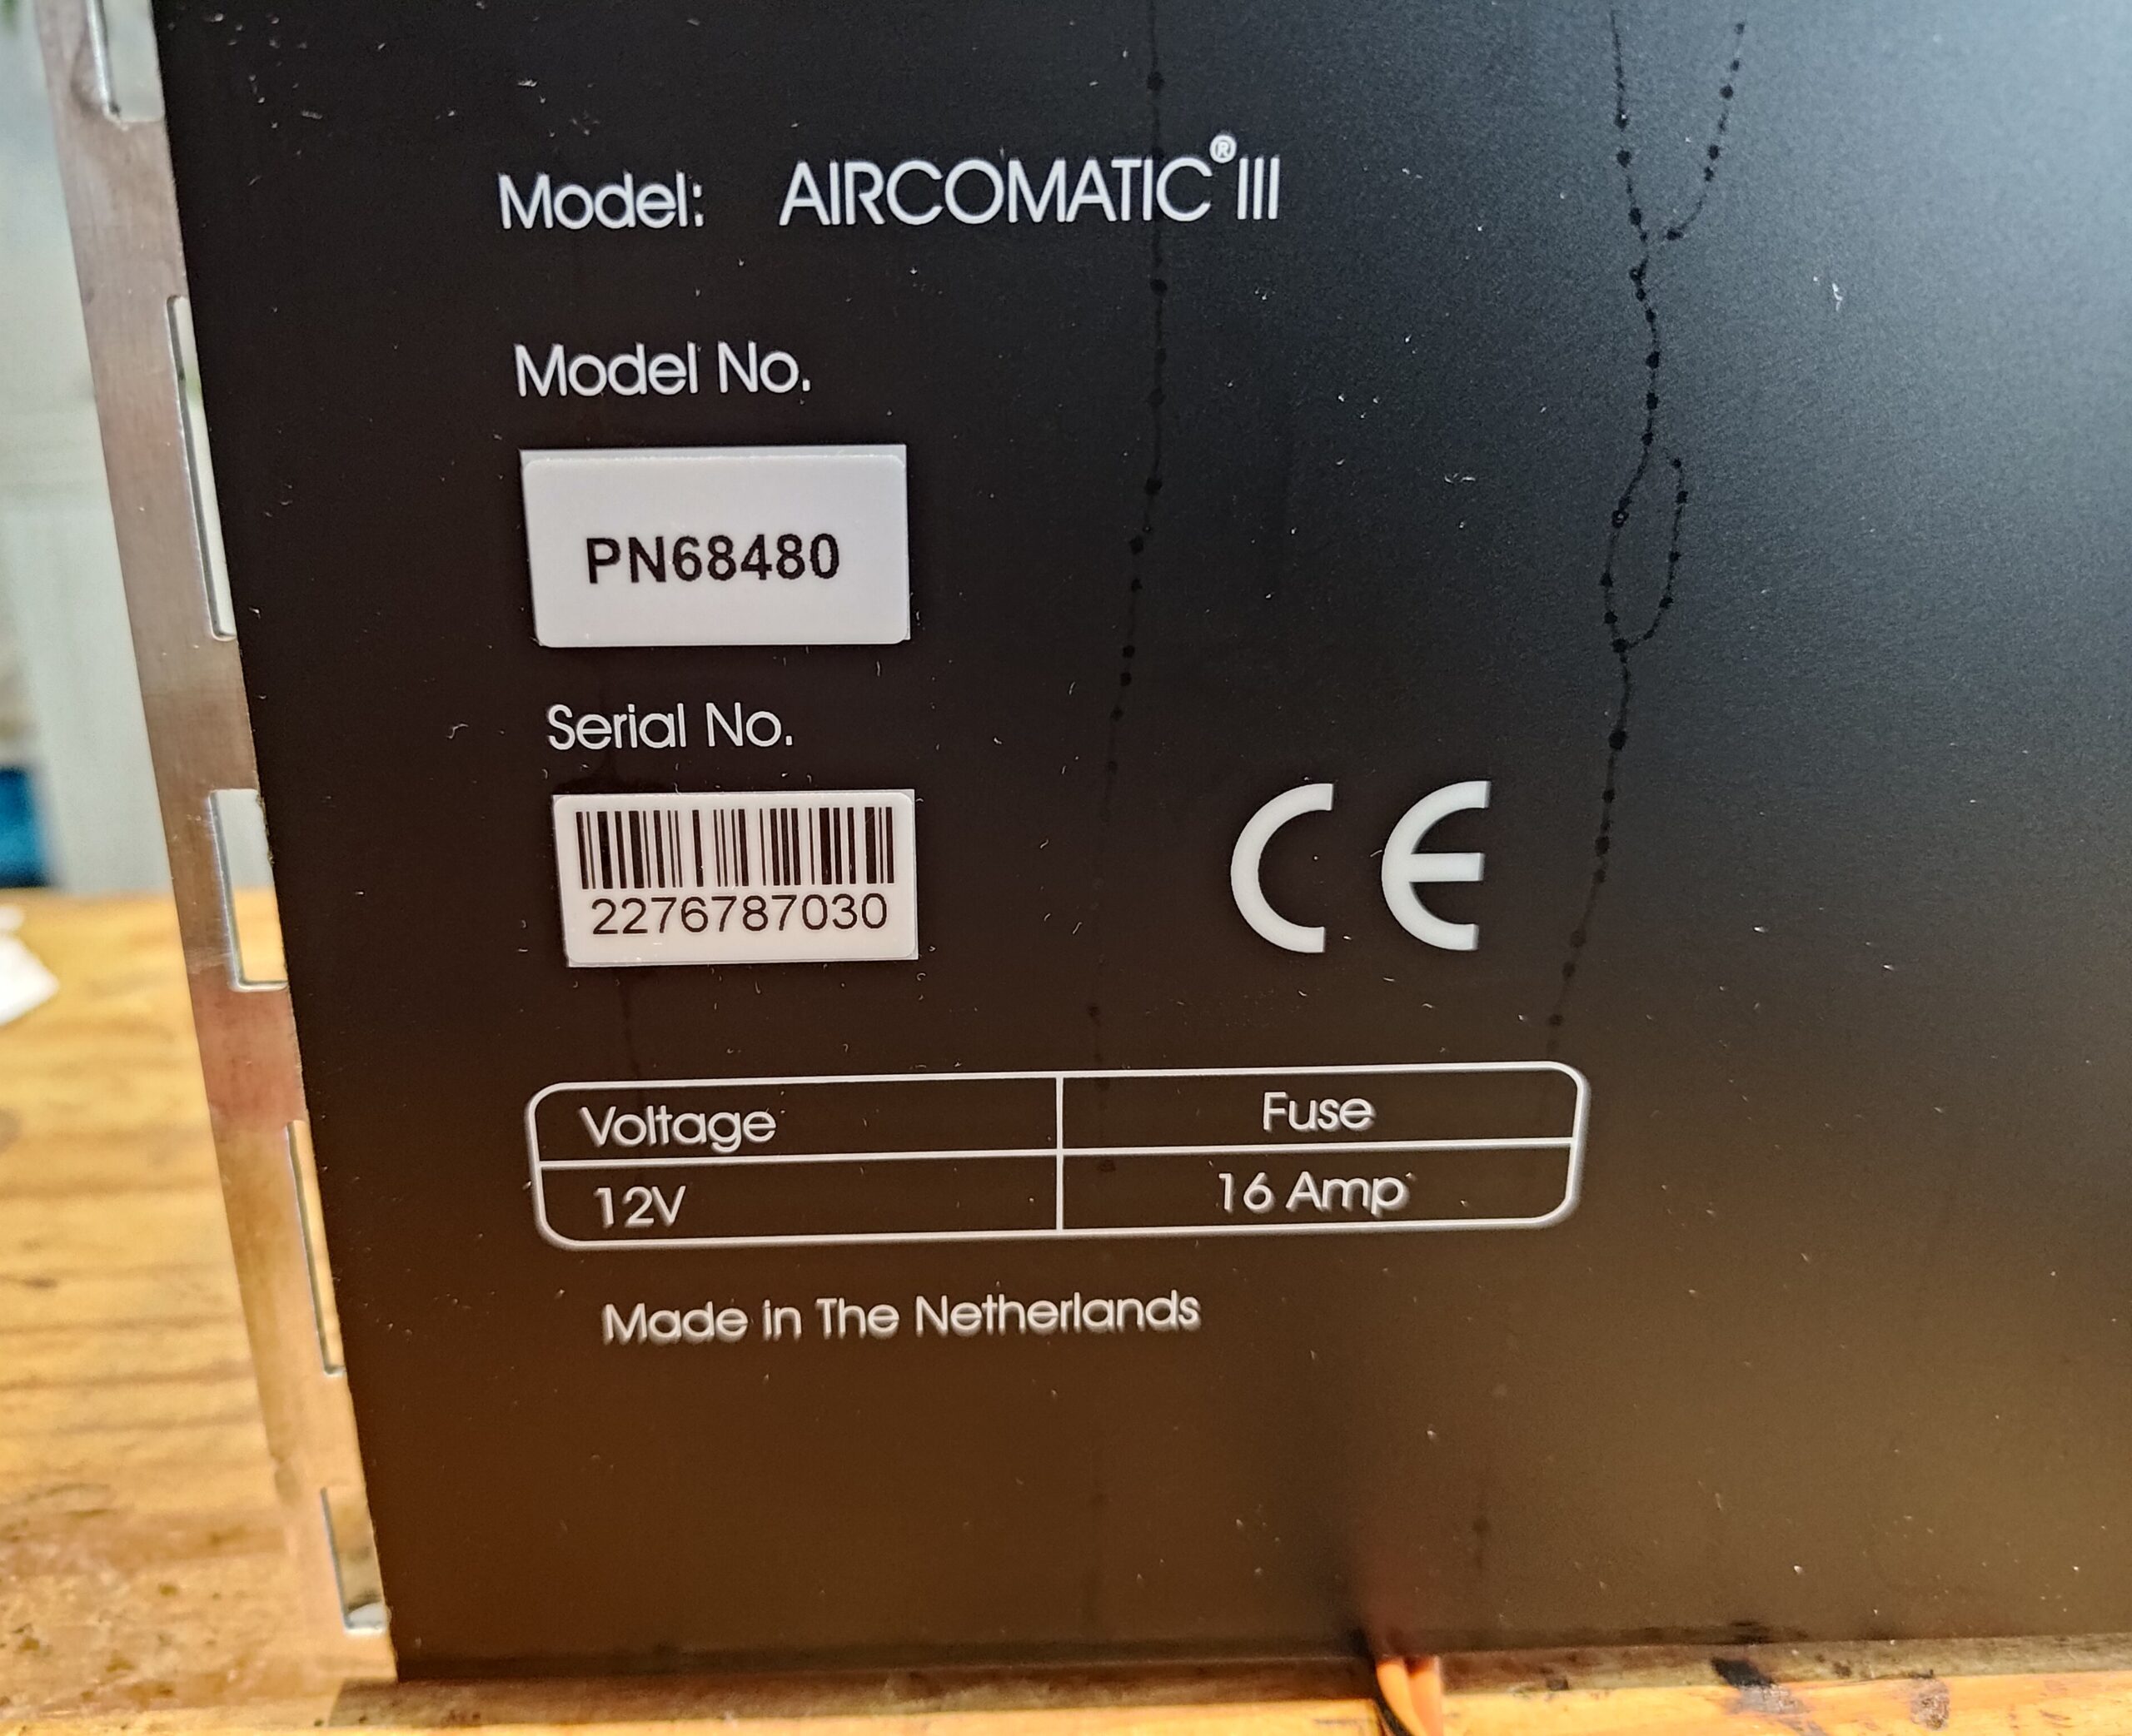 Model: AIRCOMATIC® III
Model No.
PN68480
Serial No.
2276787030
CE
Voltage Fuse
12V 16 Amp
Made in The Netherlands